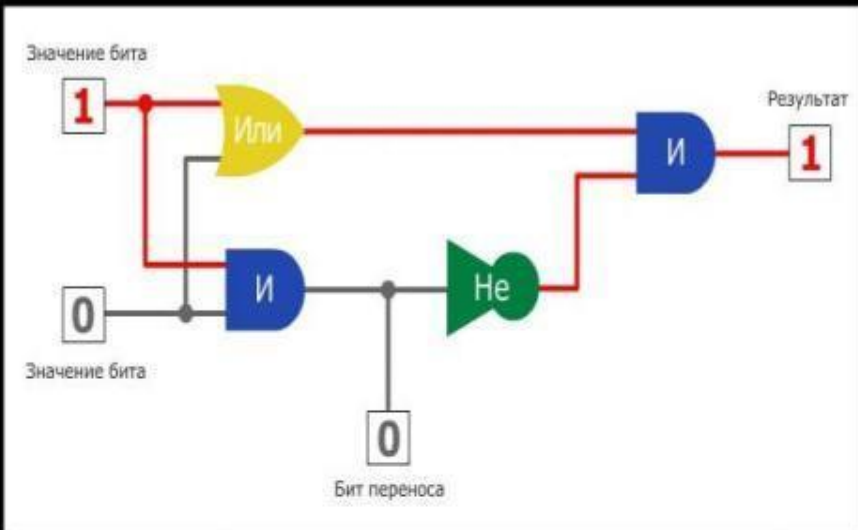 Значение бита
1
Или
И
Результат
1
И
Не
0
Значение бита
0
Бит переноса